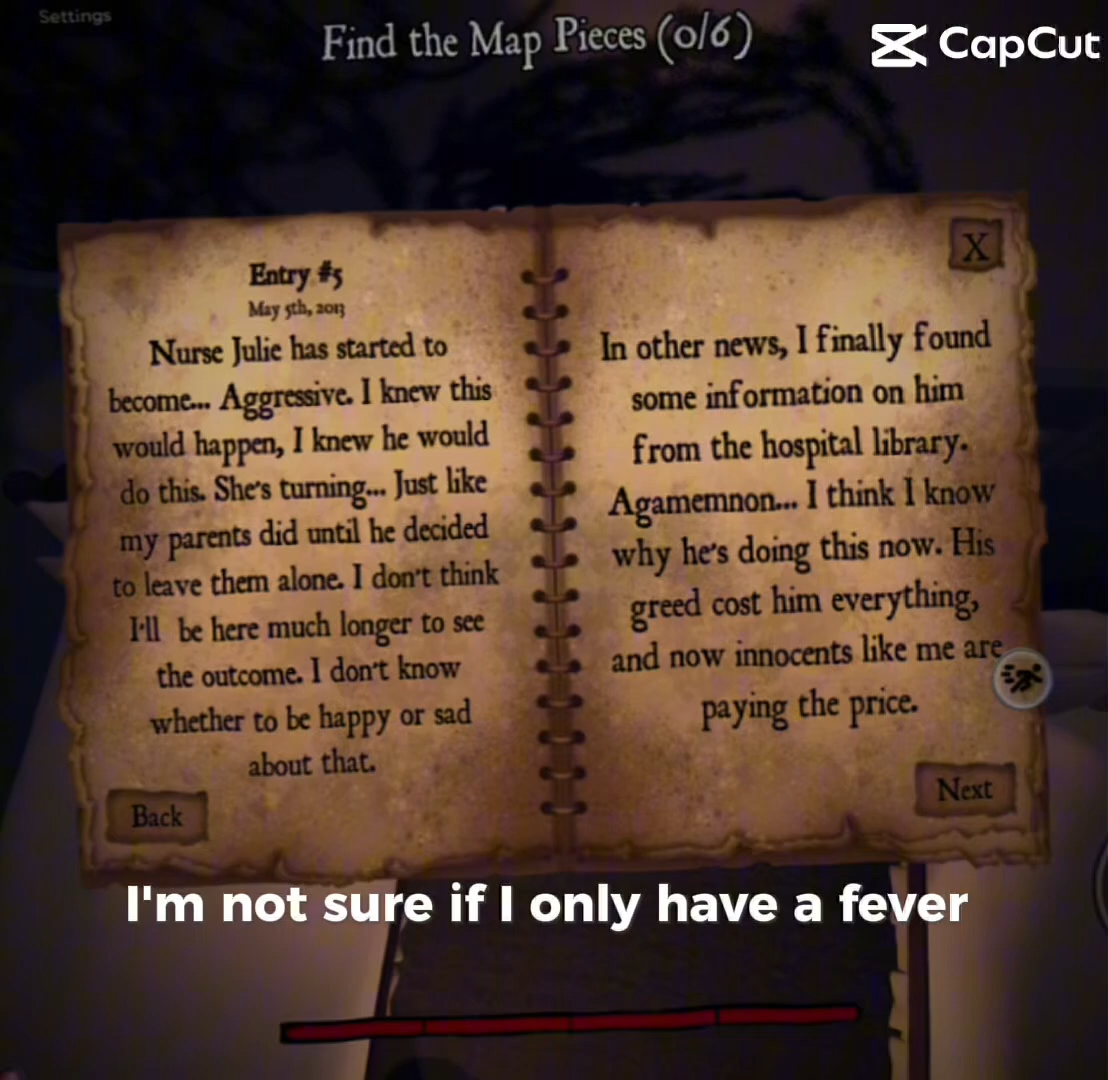 Settings
Find the Map Pieces (0/6)
CapCut
Entry #5
May 5th, 2013
Nurse Julie has started to
become... Aggressive. I knew this
would happen, I knew he would
do this. She's turning... Just like
my parents did until he decided
to leave them alone. I don't think
I'll be here much longer to see
the outcome. I don't know
whether to be happy or sad
about that.
Back
X
In other news, I finally found
some information on him
from the hospital library.
Agamemnon... I think I know
why he's doing this now. His
greed cost him everything,
and now innocents like me are
paying the price.
Next
I'm not sure if I only have a fever